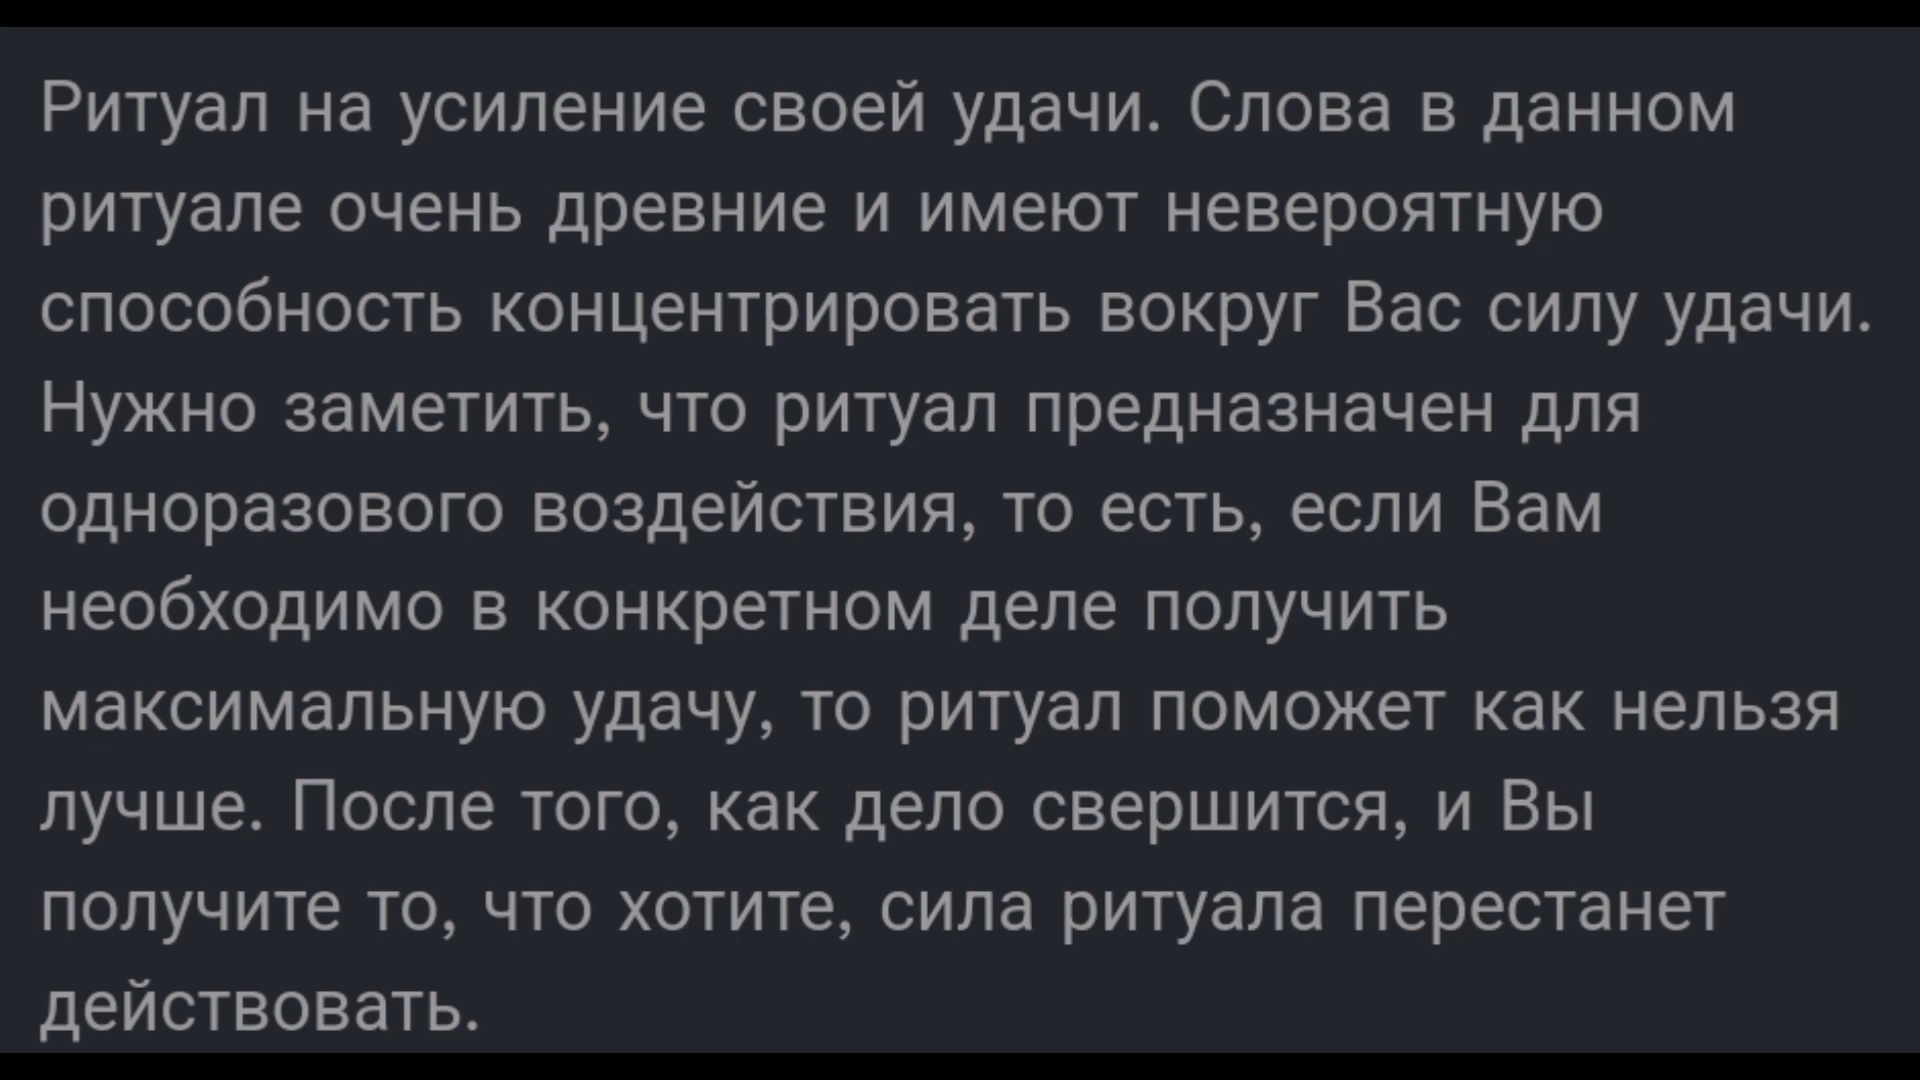 Ритуал на усиление своей удачи. Слова в данном
ритуале очень древние и имеют невероятную
способность концентрировать вокруг Вас силу удачи.
Нужно заметить, что ритуал предназначен для
одноразового воздействия, то есть, если Вам
необходимо в конкретном деле получить
максимальную удачу, то ритуал поможет как нельзя
лучше. После того, как дело свершится, и Вы
получите то, что хотите, сила ритуала перестанет
действовать.